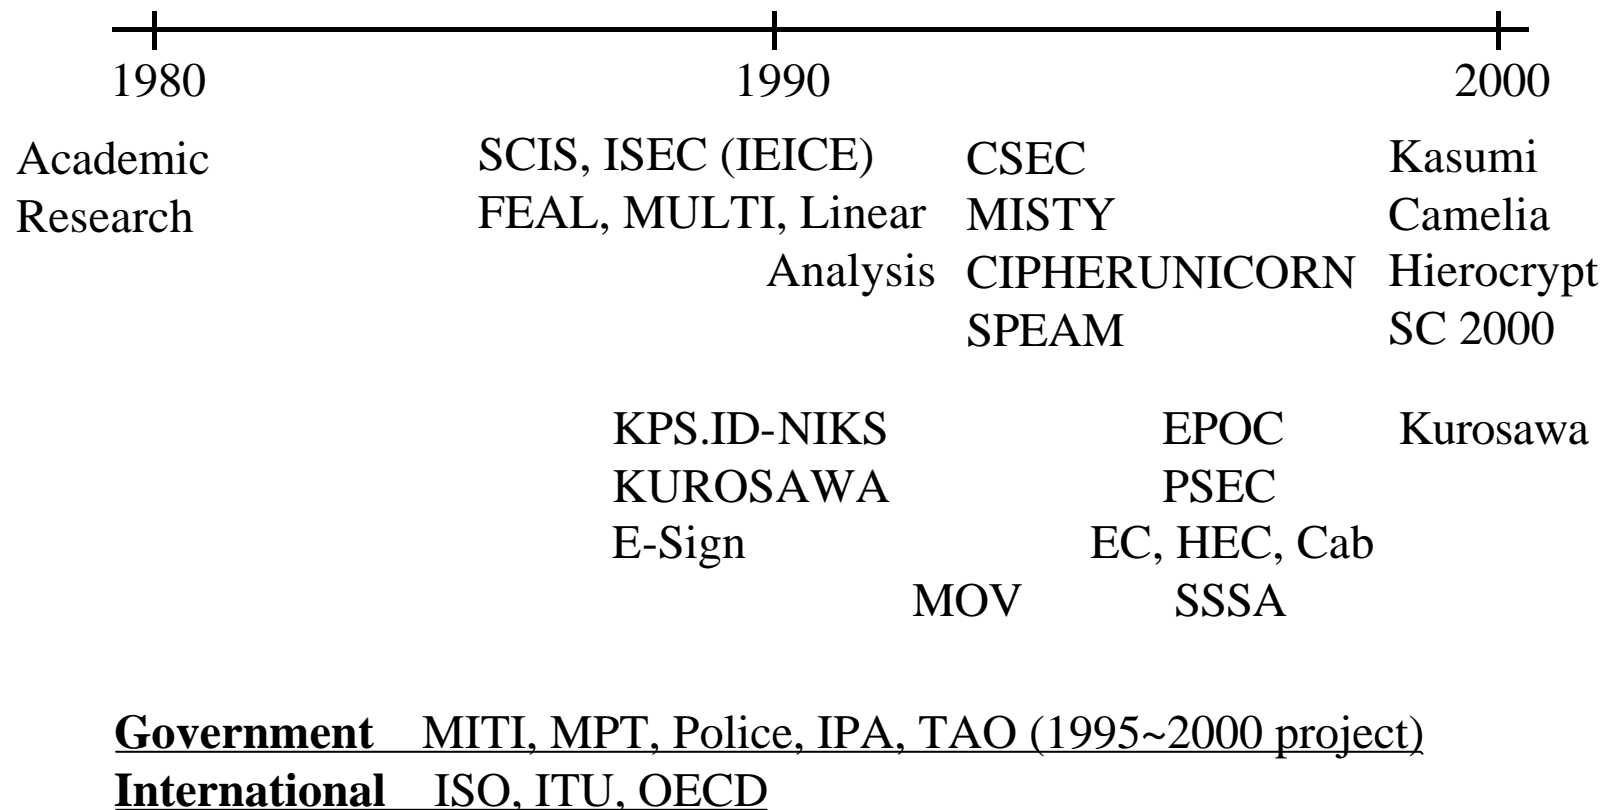 1980 1990 2000
Academic SCIS, ISEC (IEICE) CSEC Kasumi
Research FEAL, MULTI, Linear MISTY Camelia
Analysis CIPHERUNICORN Hierocrypt
SPEAM SC 2000
KPS.ID-NIKS EPOC Kurosawa
KUROSAWA PSEC
E-Sign EC, HEC, Cab
MOV SSSA
Government MITI, MPT, Police, IPA, TAO (1995~2000 project)
International ISO, ITU, OECD